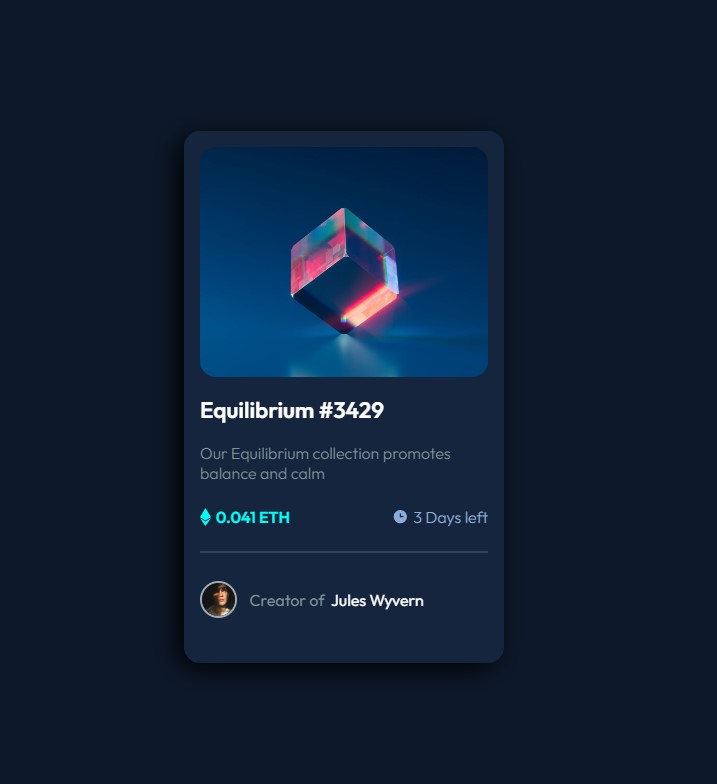 Equilibrium #3429
Our Equilibrium collection promotes
balance and calm
0.041 ETH 3 Days left
Creator of Jules Wyvern